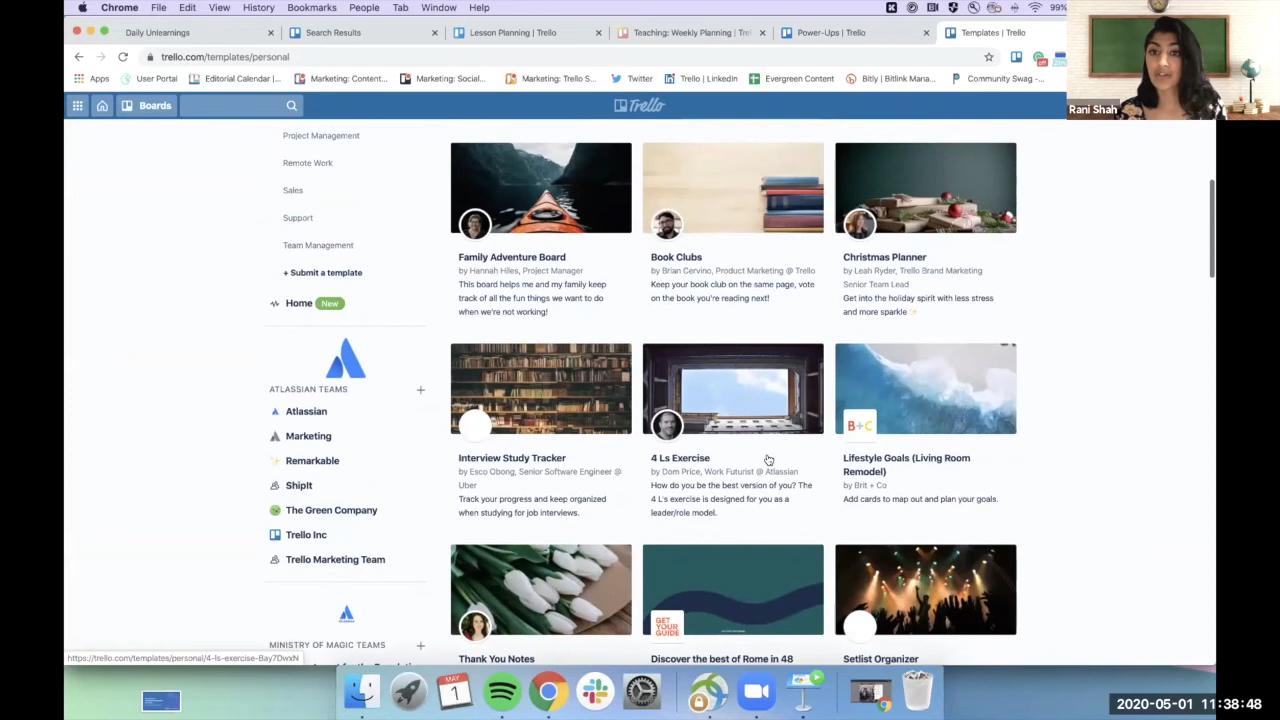 Chrome File Edit View History Bookmarks People Tab Window Help
99%
Daily Unlearnings
Search Results
Lesson Planning | Trello
Teaching: Weekly Planning | Tre
Power-Ups | Trello
Templates | Trello
trello.com/templates/personal
Apps
User Portal
Editorial Calendar |...
Marketing: Content...
Marketing: Social...
Marketing: Trello S...
Twitter
Trello | LinkedIn
Evergreen Content
Bitly | Bitlink Mana...
Community Swag -...
Rani Shah
Boards
Trello
Project Management
Remote Work
Sales
Support
Team Management
+ Submit a template
Home New
ATLASSIAN TEAMS +
Atlassian
Marketing
Remarkable
ShipIt
The Green Company
Trello Inc
Trello Marketing Team
MINISTRY OF MAGIC TEAMS +
Family Adventure Board
by Hannah Hiles, Project Manager
This board helps me and my family keep
track of all the fun things we want to do
when we're not working!
Book Clubs
by Brian Cervino, Product Marketing @ Trello
Keep your book club on the same page, vote
on the book you're reading next!
Christmas Planner
by Leah Ryder, Trello Brand Marketing
Senior Team Lead
Get into the holiday spirit with less stress
and more sparkle ✨
Interview Study Tracker
by Esco Obong, Senior Software Engineer @
Uber
Track your progress and keep organized
when studying for job interviews.
4 Ls Exercise
by Dom Price, Work Futurist @ Atlassian
How do you be the best version of you? The
4 L's exercise is designed for you as a
leader/role model.
B+C
Lifestyle Goals (Living Room
Remodel)
by Brit + Co
Add cards to map out and plan your goals.
Thank You Notes
GET
YOUR
GUIDE
Discover the best of Rome in 48
Setlist Organizer
https://trello.com/templates/personal/4-ls-exercise-Bay7DwxN
MAY
1
2020-05-01 11:38:48